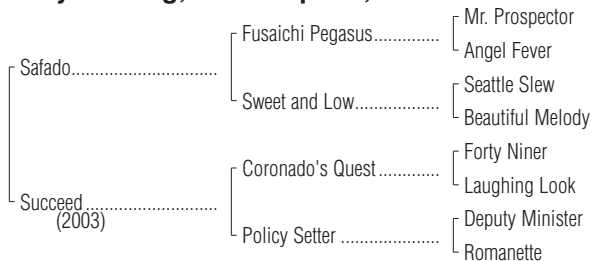 Mr. Prospector
Fusaichi Pegasus..............
Angel Fever
Safado..............................
Seattle Slew
Sweet and Low.................
Beautiful Melody
Forty Niner
Coronado's Quest............
Laughing Look
Succeed ...........................
(2003)
Deputy Minister
Policy Setter ....................
Romanette